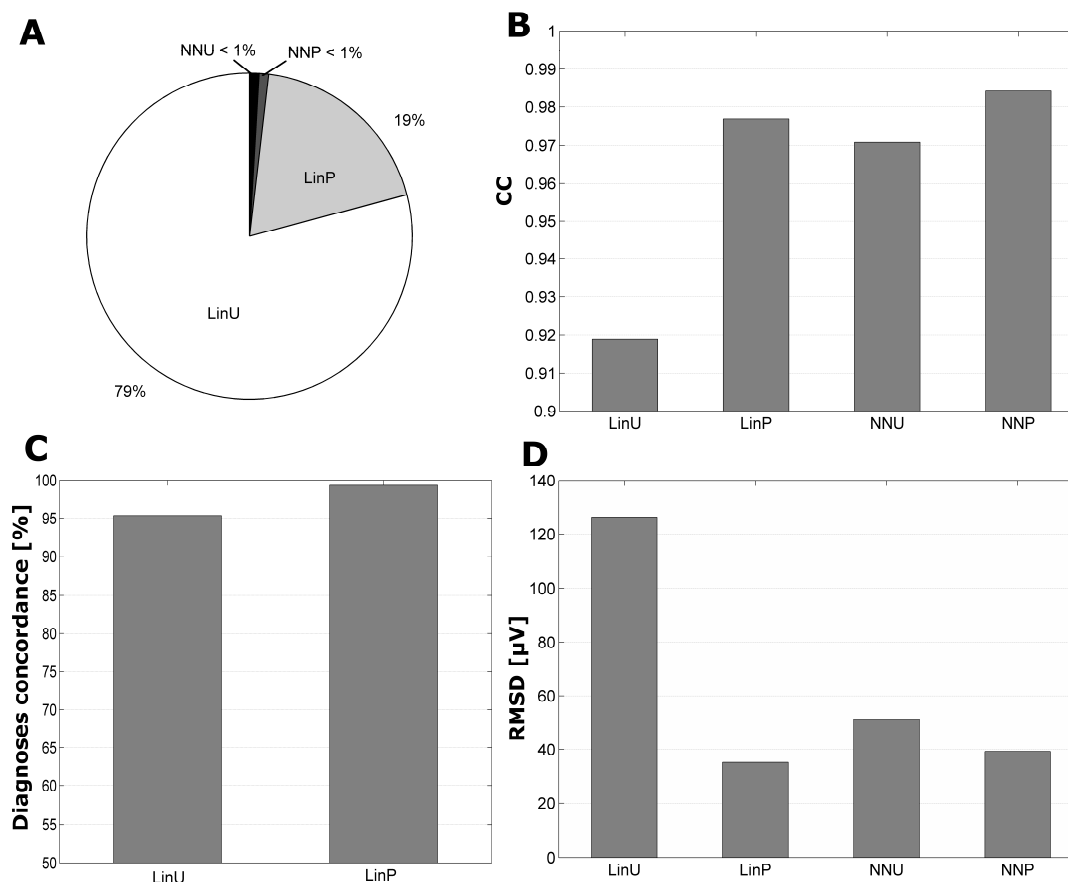 A
NNU < 1%
NNP < 1%
19%
LinP
LinU
79%
B
1
0.99
0.98
0.97
0.96
0.95
0.94
0.93
0.92
0.91
0.9
CC
LinU LinP NNU NNP
C
100
95
90
85
80
75
70
65
60
55
50
Diagnoses concordance [%]
LinU LinP
D
140
120
100
80
60
40
20
0
RMSD [µV]
LinU LinP NNU NNP